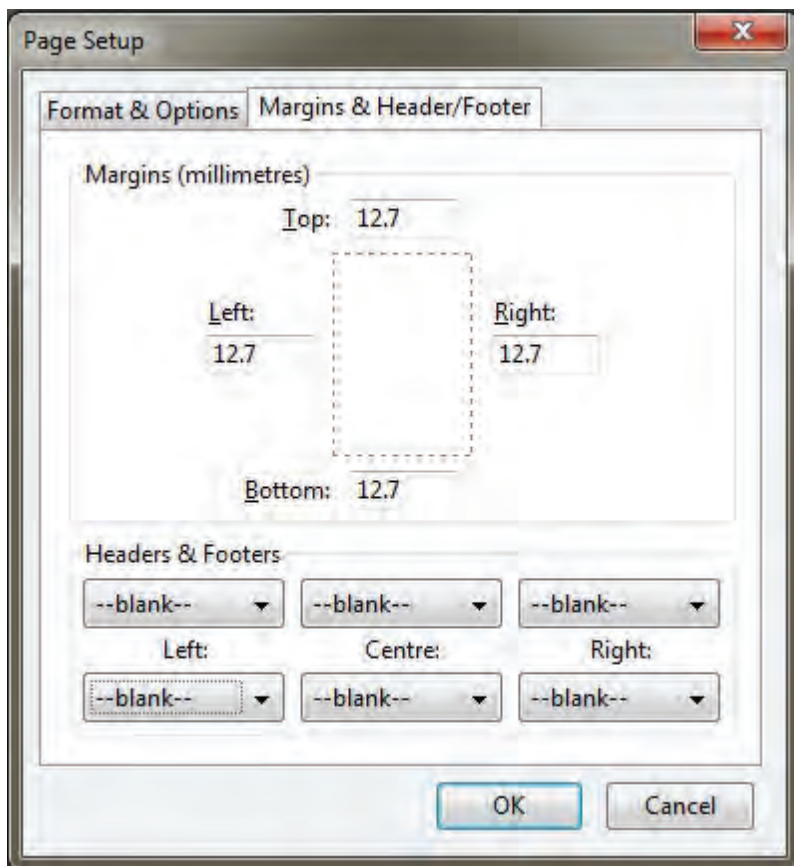 Page Setup
Format & Options Margins & Header/Footer
Margins (millimetres)
Top: 12.7
Left: Right:
12.7 12.7
Bottom: 12.7
Headers & Footers
--blank-- --blank-- --blank--
Left: Centre: Right:
--blank-- --blank-- --blank--
OK Cancel